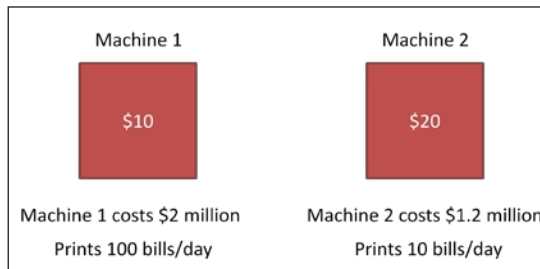 Machine 1
Machine 2
$10
$20
Machine 1 costs $2 million
Prints 100 bills/day
Machine 2 costs $1.2 million
Prints 10 bills/day